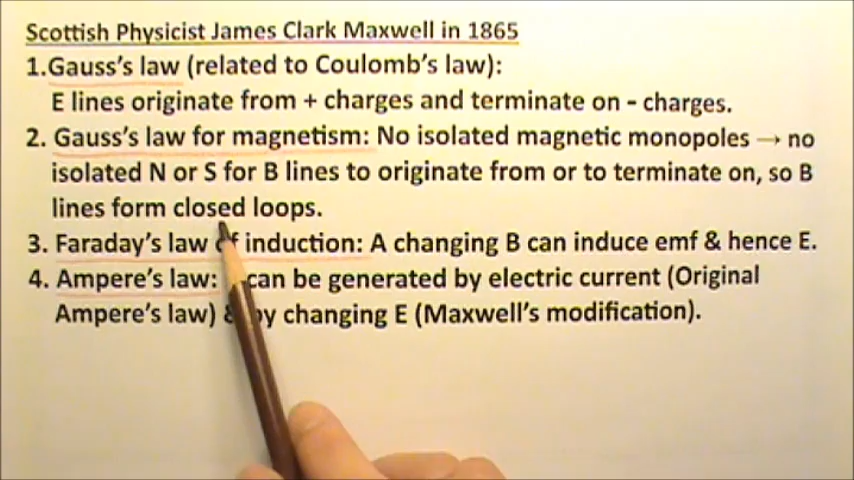 Scottish Physicist James Clark Maxwell in 1865
1.Gauss's law (related to Coulomb's law):
E lines originate from + charges and terminate on - charges.
2. Gauss's law for magnetism: No isolated magnetic monopoles → no
isolated N or S for B lines to originate from or to terminate on, so B
lines form closed loops.
3. Faraday's law of induction: A changing B can induce emf & hence E.
4. Ampere's law: can be generated by electric current (Original
Ampere's law) & by changing E (Maxwell's modification).